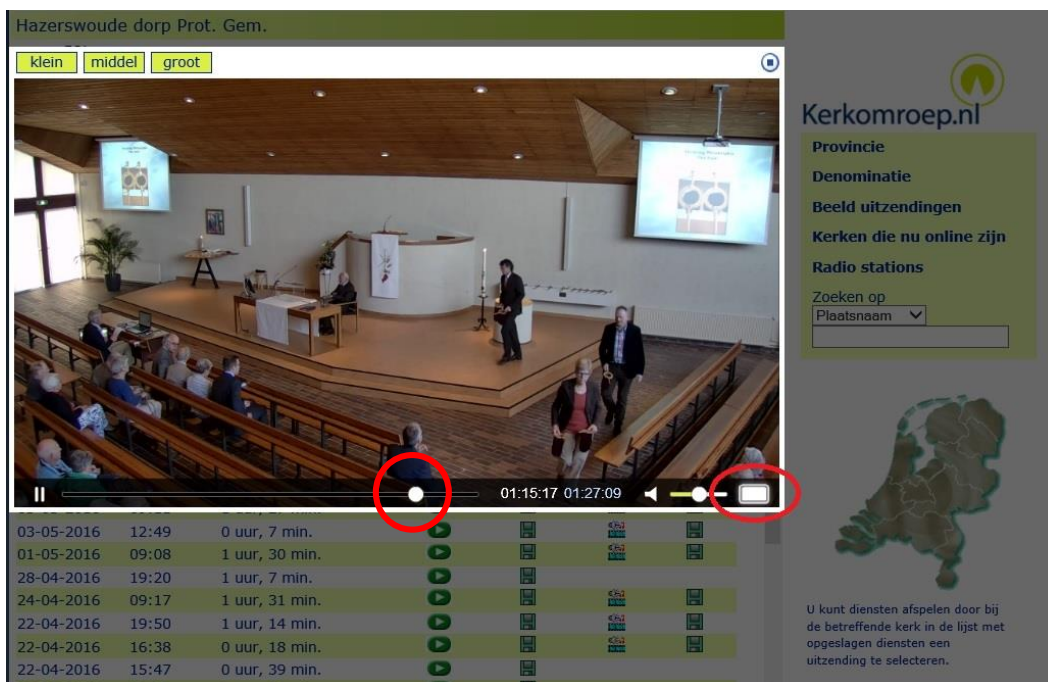 Hazerswoude dorp Prot. Gem.
klein middel groot
01:15:17 01:27:09
03-05-2016 12:49 0 uur, 7 min.
01-05-2016 09:08 1 uur, 30 min.
28-04-2016 19:20 1 uur, 7 min.
24-04-2016 09:17 1 uur, 31 min.
22-04-2016 19:50 1 uur, 14 min.
22-04-2016 16:38 0 uur, 18 min.
22-04-2016 15:47 0 uur, 39 min.
Kerkomroep.nl
Provincie
Denominatie
Beeld uitzendingen
Kerken die nu online zijn
Radio stations
Zoeken op
Plaatsnaam
U kunt diensten afspelen door bij
de betreffende kerk in de lijst met
opgeslagen diensten een
uitzending te selecteren.